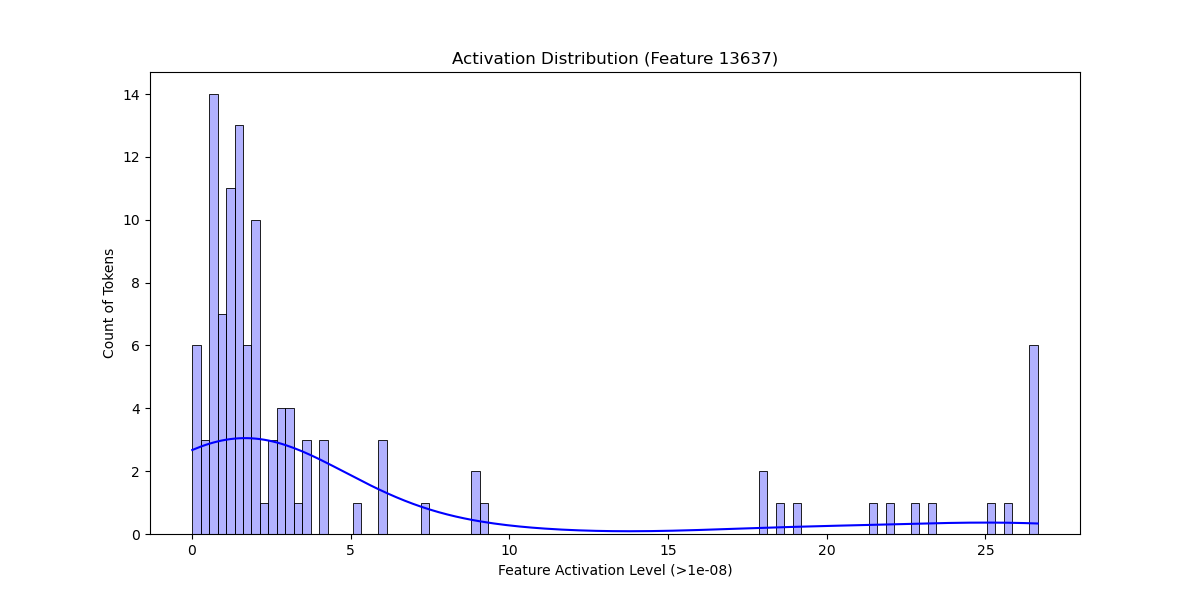 Activation Distribution (Feature 13637)
14
12
10
8
6
4
2
0
Count of Tokens
0 5 10 15 20 25
Feature Activation Level (>1e-08)